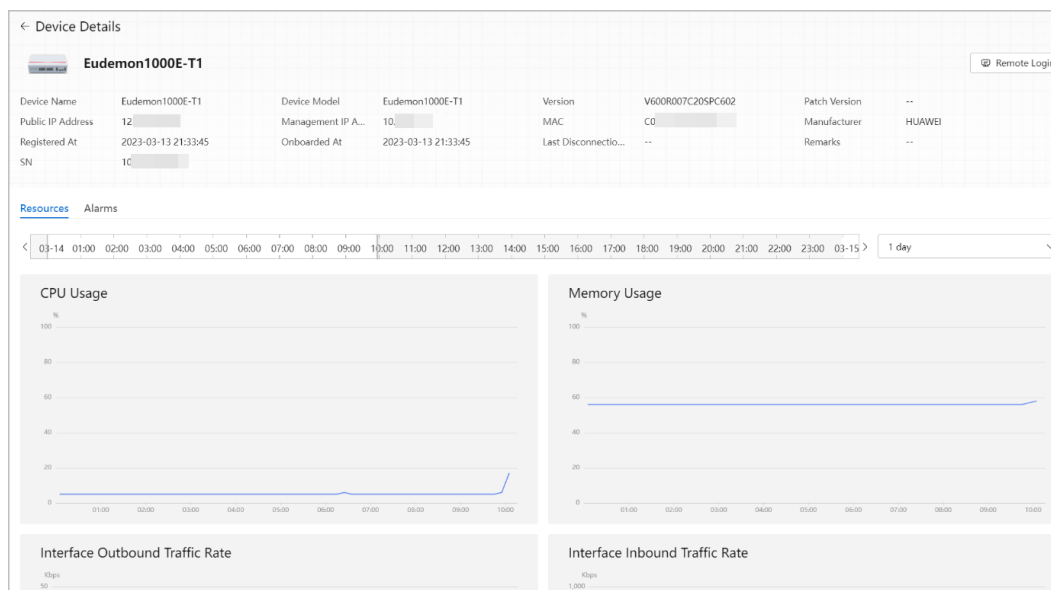 ← Device Details
Eudemon1000E-T1
Remote Login
Device Name Eudemon1000E-T1 Device Model Eudemon1000E-T1 Version V600R007C20SPC602 Patch Version --
Public IP Address 12 Management IP A... 10. MAC C0 Manufacturer HUAWEI
Registered At 2023-03-13 21:33:45 Onboarded At 2023-03-13 21:33:45 Last Disconnectio... -- Remarks --
SN 10
Resources Alarms
03-14 01:00 02:00 03:00 04:00 05:00 06:00 07:00 08:00 09:00 10:00 11:00 12:00 13:00 14:00 15:00 16:00 17:00 18:00 19:00 20:00 21:00 22:00 23:00 03-15 1 day
CPU Usage
%
100
80
60
40
20
0
01:00 02:00 03:00 04:00 05:00 06:00 07:00 08:00 09:00 10:00
Memory Usage
%
100
80
60
40
20
0
01:00 02:00 03:00 04:00 05:00 06:00 07:00 08:00 09:00 10:00
Interface Outbound Traffic Rate
Kbps
50
Interface Inbound Traffic Rate
Kbps
1,000